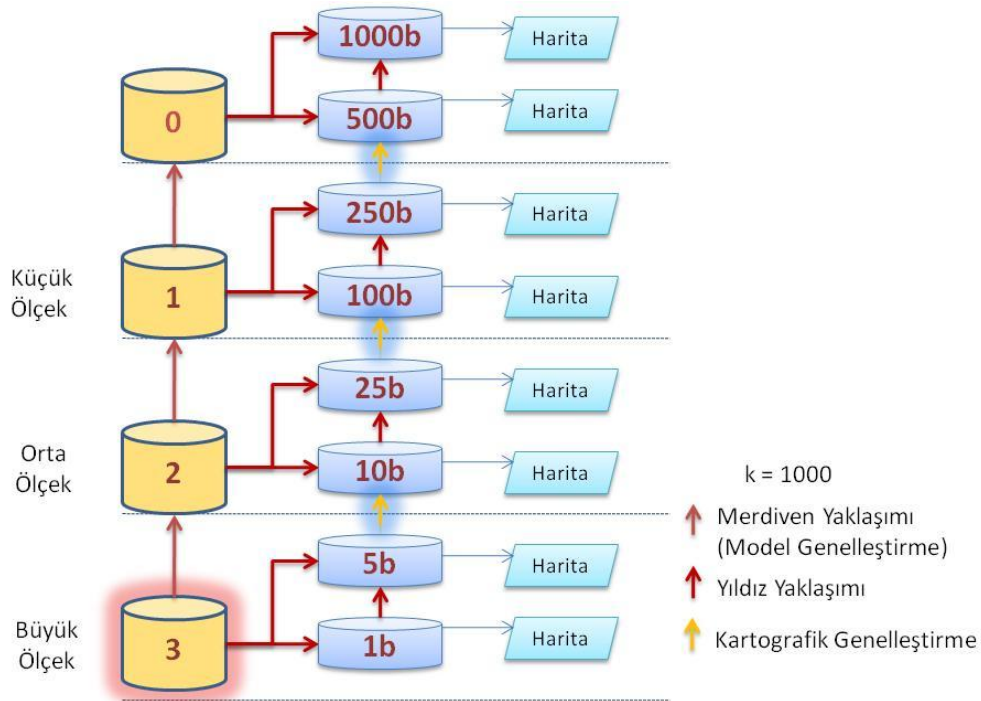 1000b
Harita
0
500b
Harita
250b
Harita
Küçük
Ölçek
1
100b
Harita
25b
Harita
Orta
Ölçek
2
10b
Harita
k = 1000
Merdiven Yaklaşımı
(Model Genelleştirme)
5b
Harita
Yıldız Yaklaşımı
Büyük
Ölçek
3
1b
Harita
Kartografik Genelleştirme